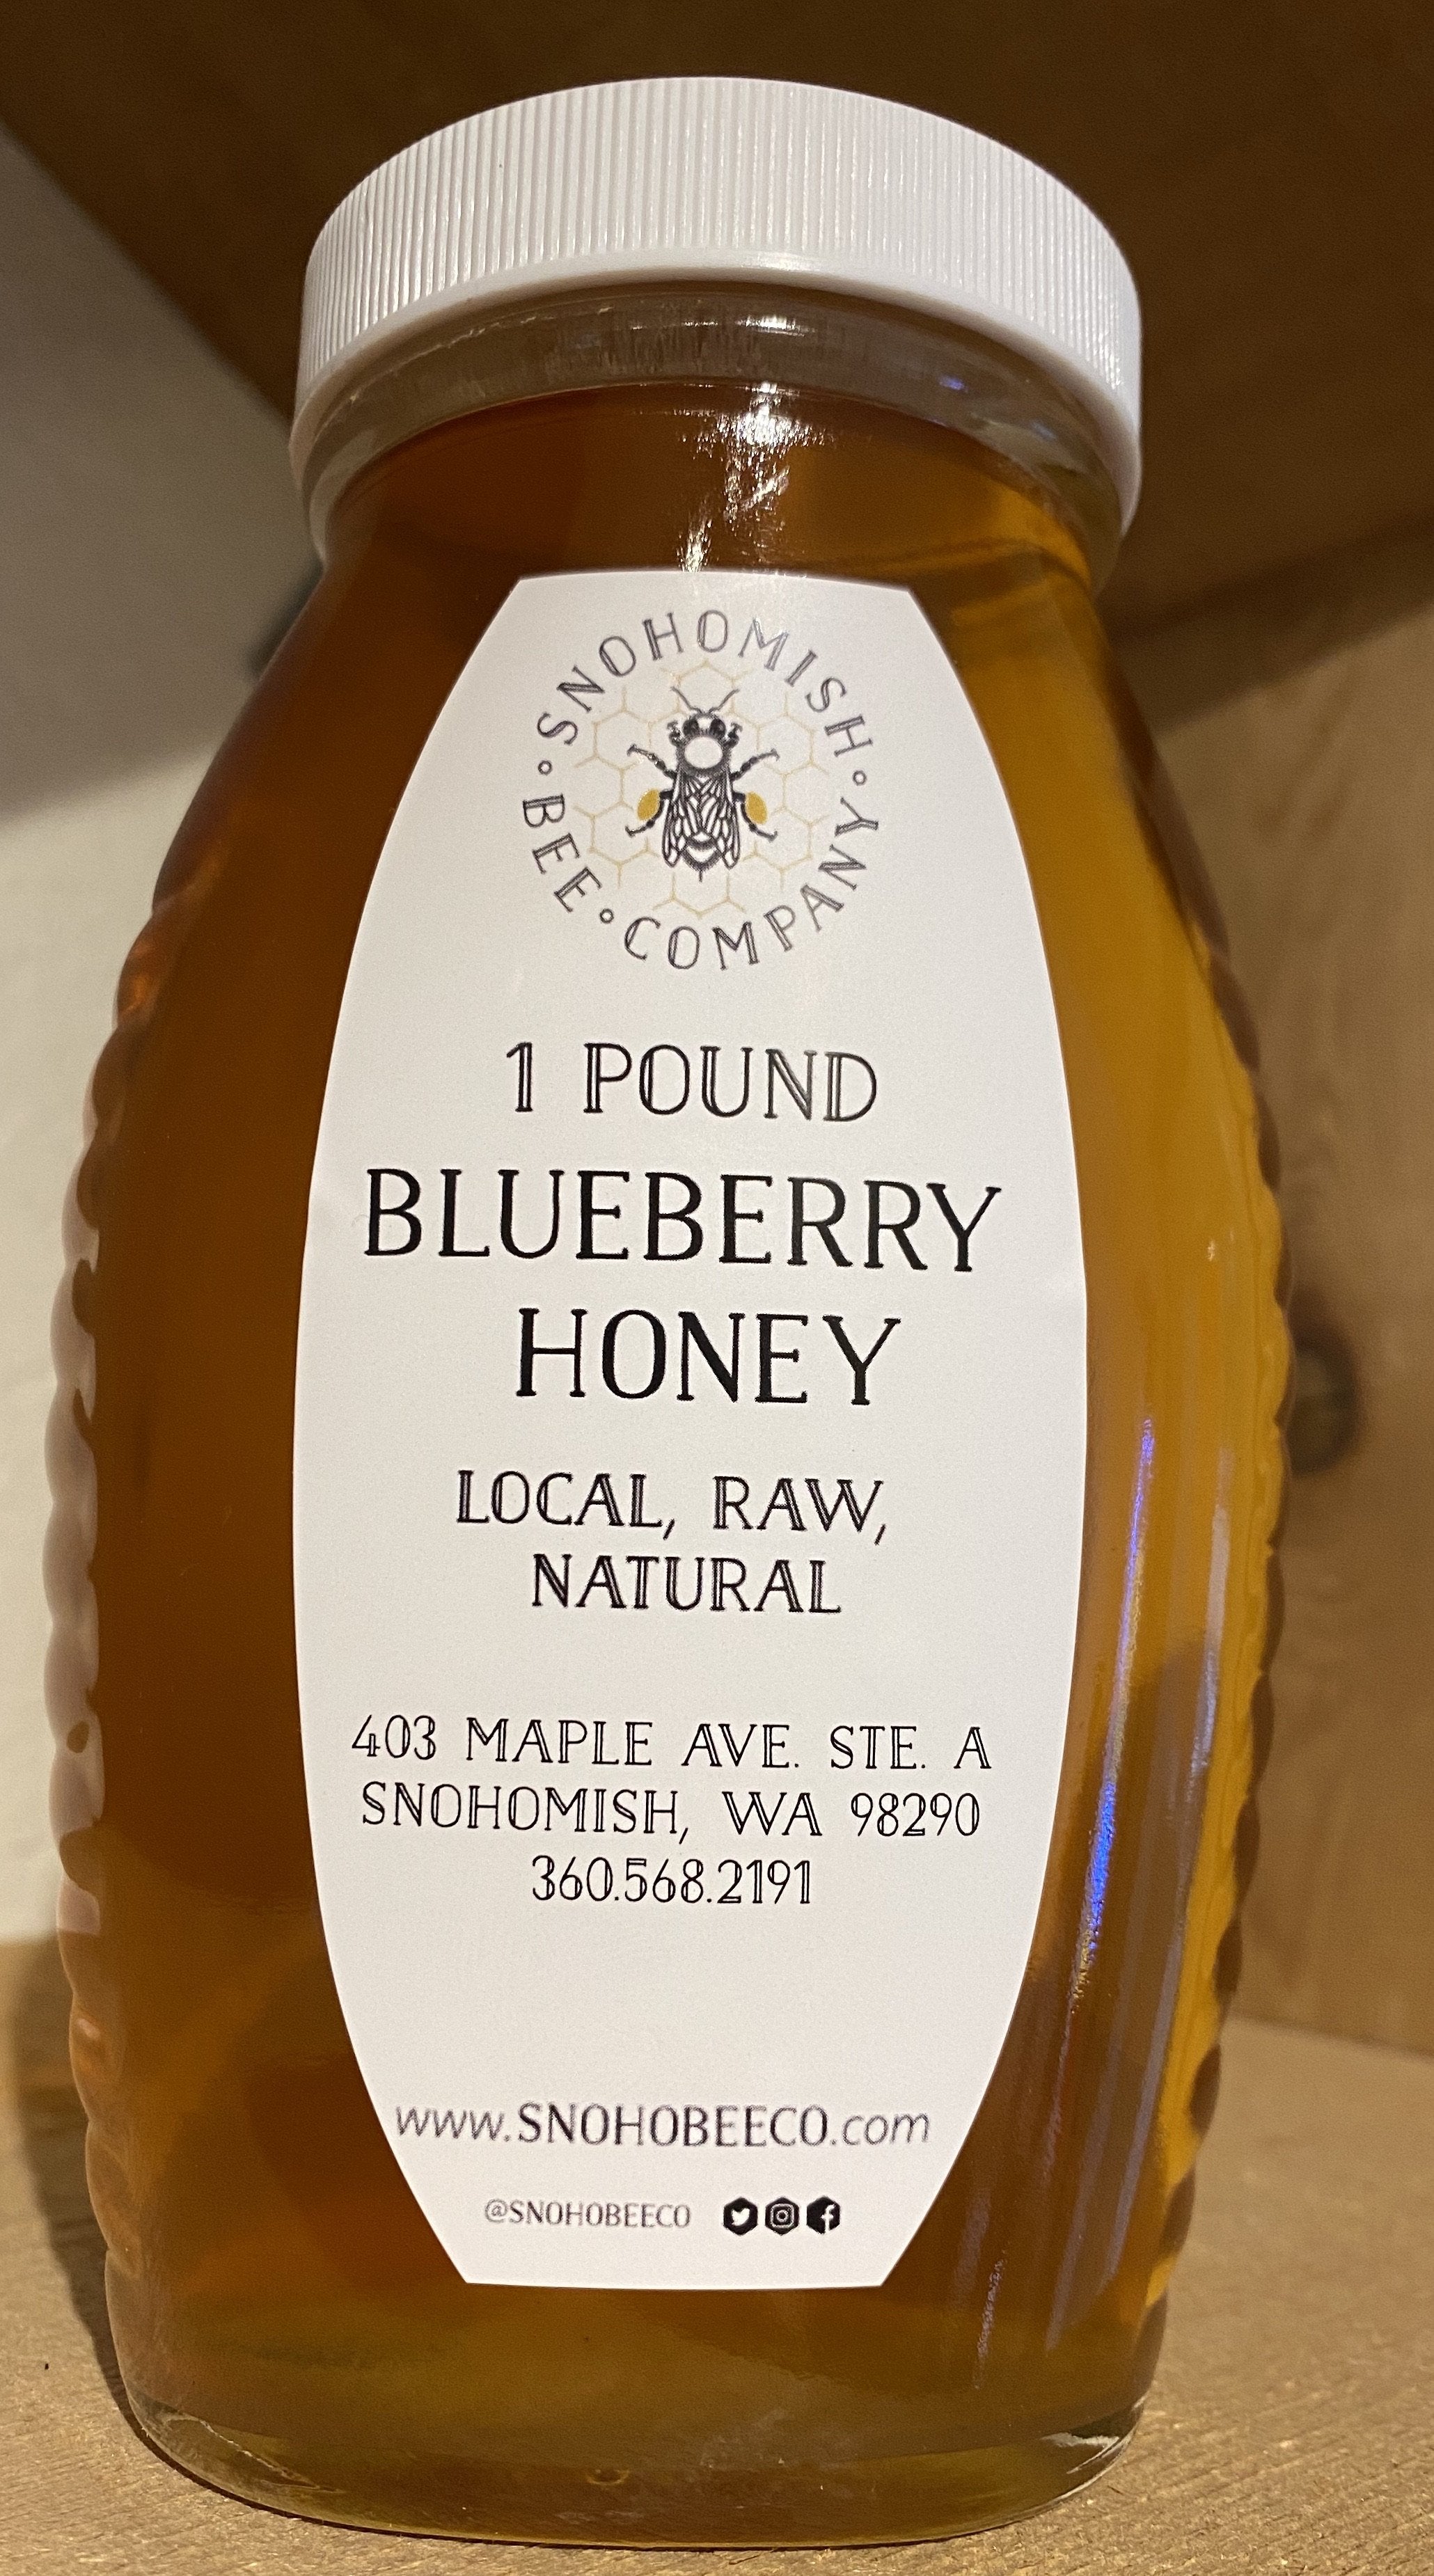 SNOHOMISH
BEE COMPANY
1 POUND
BLUEBERRY
HONEY
LOCAL, RAW,
NATURAL
403 MAPLE AVE. STE. A
SNOHOMISH, WA 98290
360.568.2191
www.SNOHOBEECO.com
@SNOHOBEECO